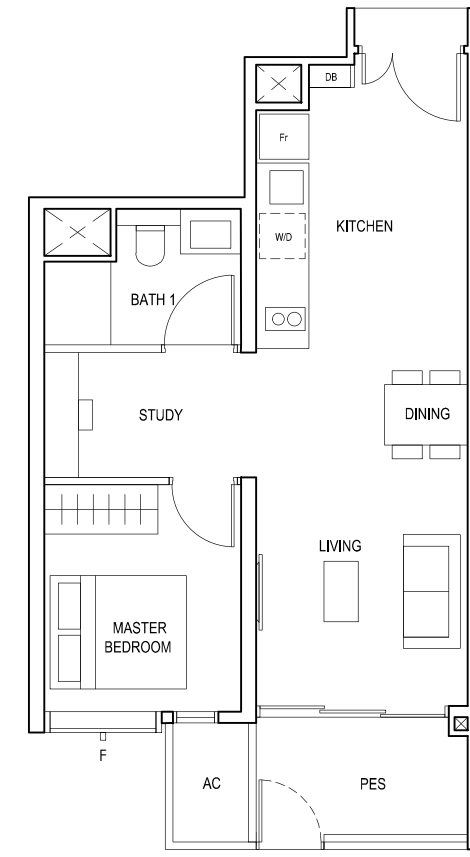 DB
Fr
KITCHEN
W/D
BATH 1
STUDY
DINING
LIVING
MASTER
BEDROOM
F
AC
PES